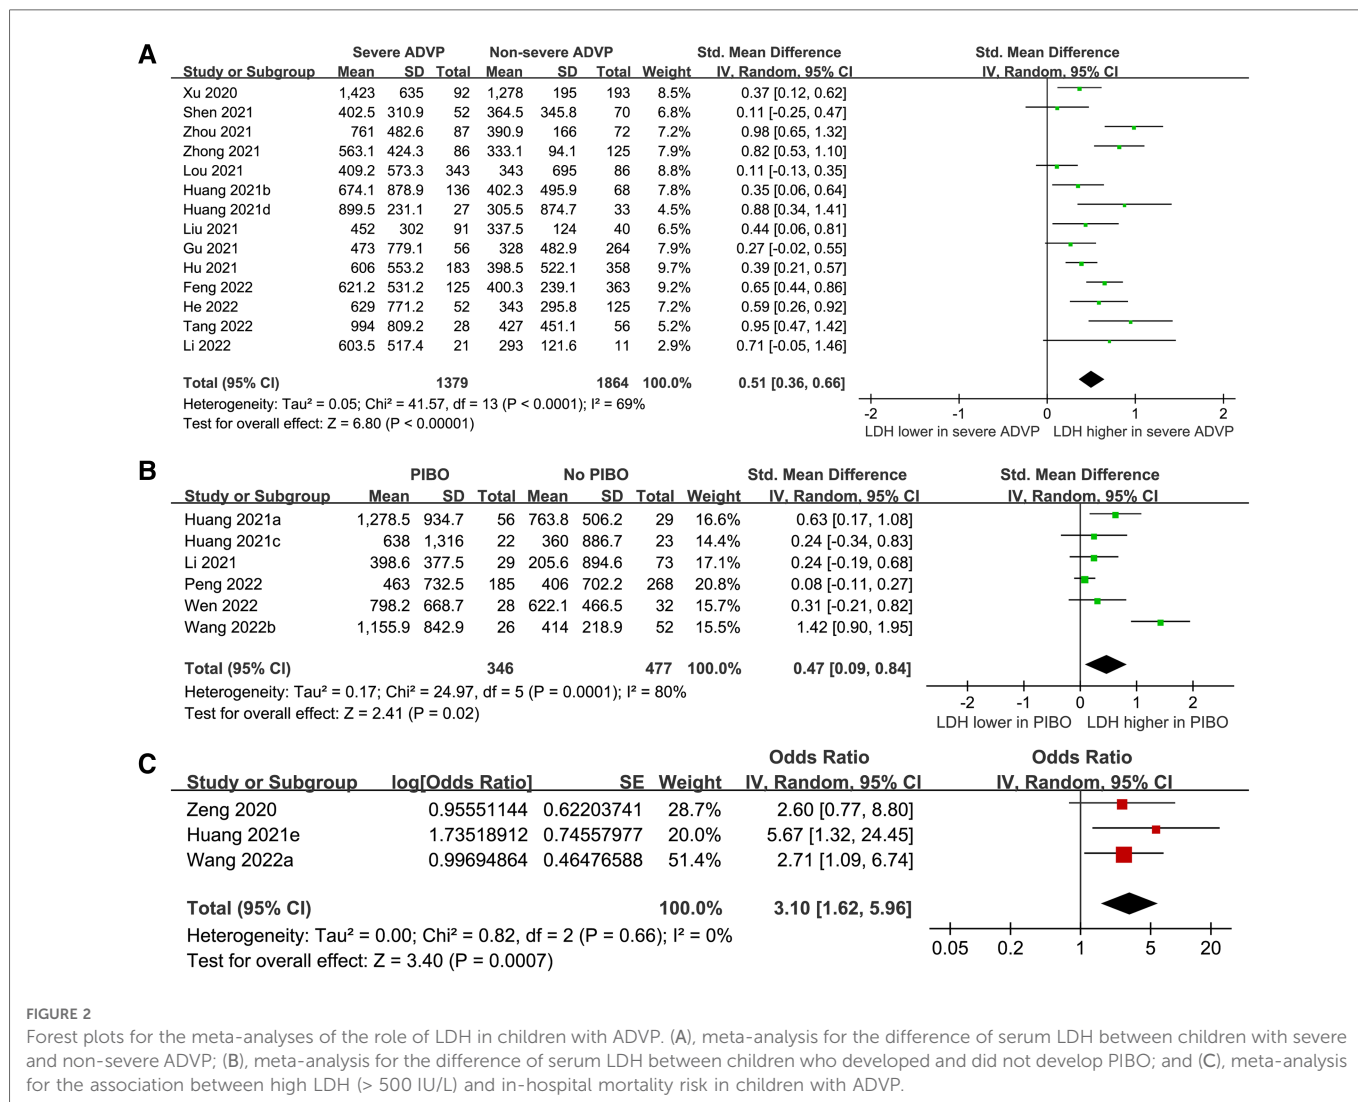 A
Severe ADVP Non-severe ADVP Std. Mean Difference Std. Mean Difference
Study or Subgroup Mean SD Total Mean SD Total Weight IV, Random, 95% CI IV, Random, 95% CI
Xu 2020 1,423 635 92 1,278 195 193 8.5% 0.37 [0.12, 0.62]
Shen 2021 402.5 310.9 52 364.5 345.8 70 6.8% 0.11 [-0.25, 0.47]
Zhou 2021 761 482.6 87 390.9 166 72 7.2% 0.98 [0.65, 1.32]
Zhong 2021 563.1 424.3 86 333.1 94.1 125 7.9% 0.82 [0.53, 1.10]
Lou 2021 409.2 573.3 343 343 695 86 8.8% 0.11 [-0.13, 0.35]
Huang 2021b 674.1 878.9 136 402.3 495.9 68 7.8% 0.35 [0.06, 0.64]
Huang 2021d 899.5 231.1 27 305.5 874.7 33 4.5% 0.88 [0.34, 1.41]
Liu 2021 452 302 91 337.5 124 40 6.5% 0.44 [0.06, 0.81]
Gu 2021 473 779.1 56 328 482.9 264 7.9% 0.27 [-0.02, 0.55]
Hu 2021 606 553.2 183 398.5 522.1 358 9.7% 0.39 [0.21, 0.57]
Feng 2022 621.2 531.2 125 400.3 239.1 363 9.2% 0.65 [0.44, 0.86]
He 2022 629 771.2 52 343 295.8 125 7.2% 0.59 [0.26, 0.92]
Tang 2022 994 809.2 28 427 451.1 56 5.2% 0.95 [0.47, 1.42]
Li 2022 603.5 517.4 21 293 121.6 11 2.9% 0.71 [-0.05, 1.46]
Total (95% CI) 1379 1864 100.0% 0.51 [0.36, 0.66]
Heterogeneity: Tau² = 0.05; Chi² = 41.57, df = 13 (P < 0.0001); I² = 69%
Test for overall effect: Z = 6.80 (P < 0.00001)
-2 -1 0 1 2
LDH lower in severe ADVP LDH higher in severe ADVP
B
PIBO No PIBO Std. Mean Difference Std. Mean Difference
Study or Subgroup Mean SD Total Mean SD Total Weight IV, Random, 95% CI IV, Random, 95% CI
Huang 2021a 1,278.5 934.7 56 763.8 506.2 29 16.6% 0.63 [0.17, 1.08]
Huang 2021c 638 1,316 22 360 886.7 23 14.4% 0.24 [-0.34, 0.83]
Li 2021 398.6 377.5 29 205.6 894.6 73 17.1% 0.24 [-0.19, 0.68]
Peng 2022 463 732.5 185 406 702.2 268 20.8% 0.08 [-0.11, 0.27]
Wen 2022 798.2 668.7 28 622.1 466.5 32 15.7% 0.31 [-0.21, 0.82]
Wang 2022b 1,155.9 842.9 26 414 218.9 52 15.5% 1.42 [0.90, 1.95]
Total (95% CI) 346 477 100.0% 0.47 [0.09, 0.84]
Heterogeneity: Tau² = 0.17; Chi² = 24.97, df = 5 (P = 0.0001); I² = 80%
Test for overall effect: Z = 2.41 (P = 0.02)
-2 -1 0 1 2
LDH lower in PIBO LDH higher in PIBO
C
Odds Ratio Odds Ratio
Study or Subgroup log[Odds Ratio] SE Weight IV, Random, 95% CI IV, Random, 95% CI
Zeng 2020 0.95551144 0.62203741 28.7% 2.60 [0.77, 8.80]
Huang 2021e 1.73518912 0.74557977 20.0% 5.67 [1.32, 24.45]
Wang 2022a 0.99694864 0.46476588 51.4% 2.71 [1.09, 6.74]
Total (95% CI) 100.0% 3.10 [1.62, 5.96]
Heterogeneity: Tau² = 0.00; Chi² = 0.82, df = 2 (P = 0.66); I² = 0%
Test for overall effect: Z = 3.40 (P = 0.0007)
0.05 0.2 1 5 20
FIGURE 2
Forest plots for the meta-analyses of the role of LDH in children with ADVP. (A), meta-analysis for the difference of serum LDH between children with severe
and non-severe ADVP; (B), meta-analysis for the difference of serum LDH between children who developed and did not develop PIBO; and (C), meta-analysis
for the association between high LDH (> 500 IU/L) and in-hospital mortality risk in children with ADVP.